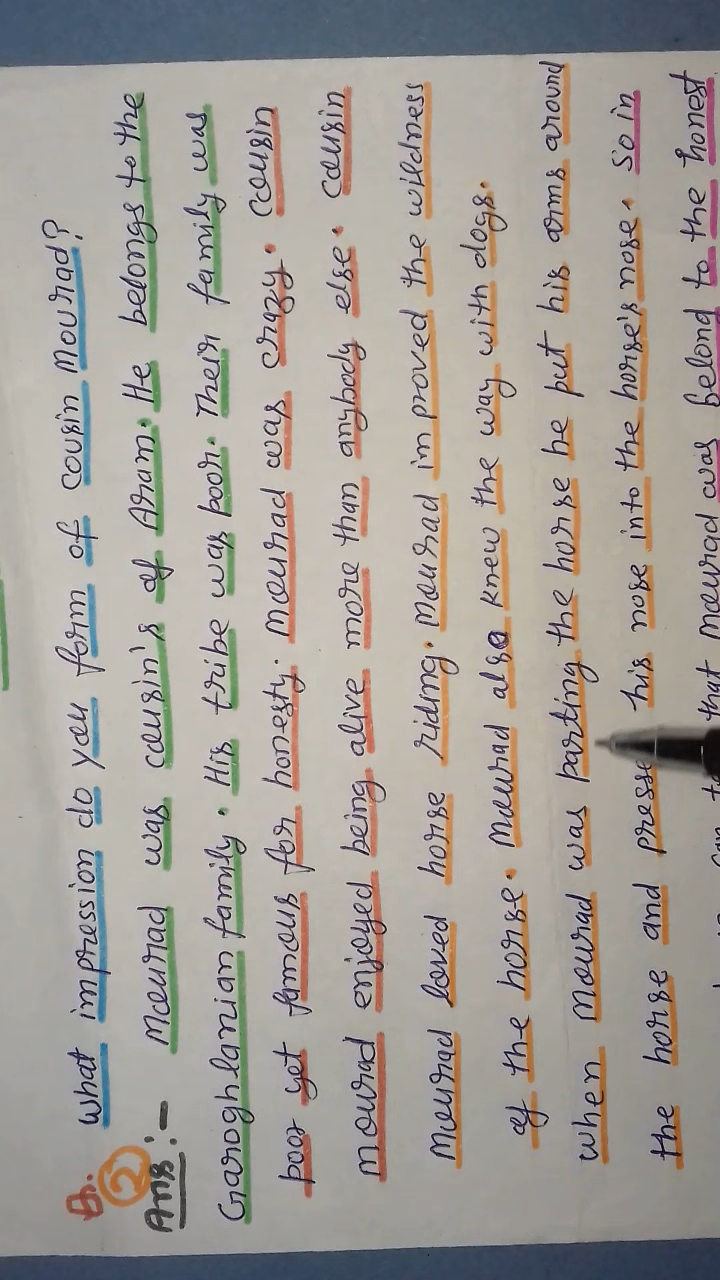 Q. ② What impression do you form of cousin Mourad?
Ans:- Mourad was cousin's of Aram. He belongs to the
Garoghlanian family. His tribe was poor. Their family was
poor yet famous for honesty. Mourad was crazy. Cousin
Mourad enjoyed being alive more than anybody else. Cousin
Mourad loved horse riding. Mourad improved the wildness
of the horse. Mourad also knew the way with dogs.
When Mourad was parting the horse he put his arms around
the horse and presse his nose into the horse's nose. So in
that Mourad was belond to the honest